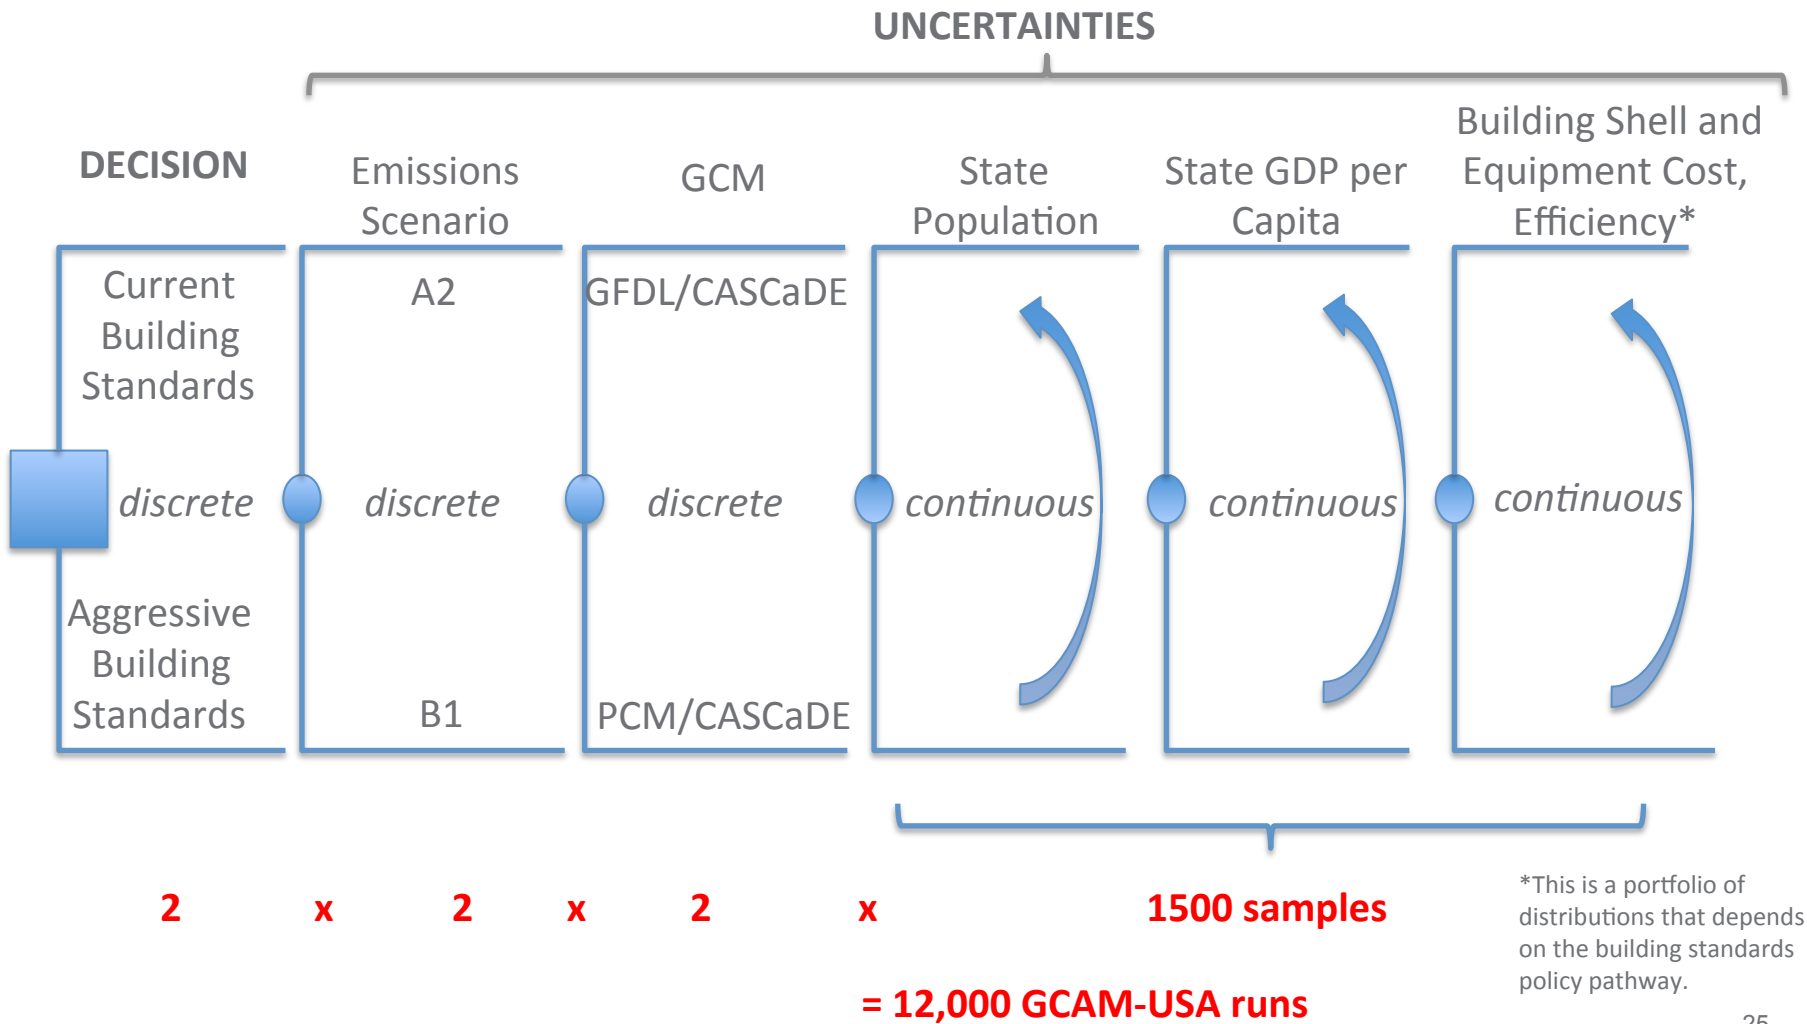 UNCERTAINTIES
DECISION
Emissions
Scenario
GCM
State
Population
State GDP per
Capita
Building Shell and
Equipment Cost,
Efficiency*
Current
Building
Standards
A2
GFDL/CASCaDE
discrete
discrete
discrete
continuous
continuous
continuous
Aggressive
Building
Standards
B1
PCM/CASCaDE
2 x 2 x 2 x 1500 samples
= 12,000 GCAM-USA runs
*This is a portfolio of
distributions that depends
on the building standards
policy pathway.
25